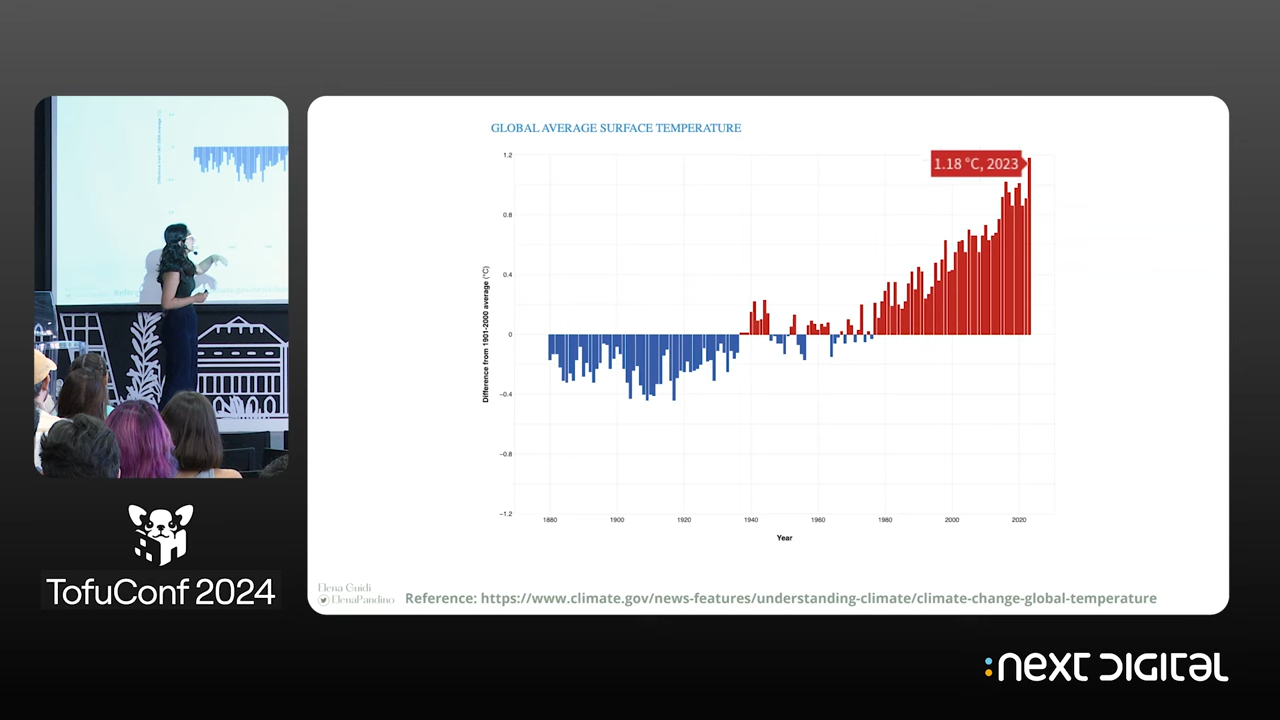 GLOBAL AVERAGE SURFACE TEMPERATURE
1.2
1.18 °C, 2023
0.8
0.4
0
−0.4
−0.8
−1.2
Difference from 1901-2000 average (°C)
1880 1900 1920 1940 1960 1980 2000 2020
Year
Elena Guidi
ElenaPandino
Reference: https://www.climate.gov/news-features/understanding-climate/climate-change-global-temperature
TofuConf 2024
:next DIGITAL